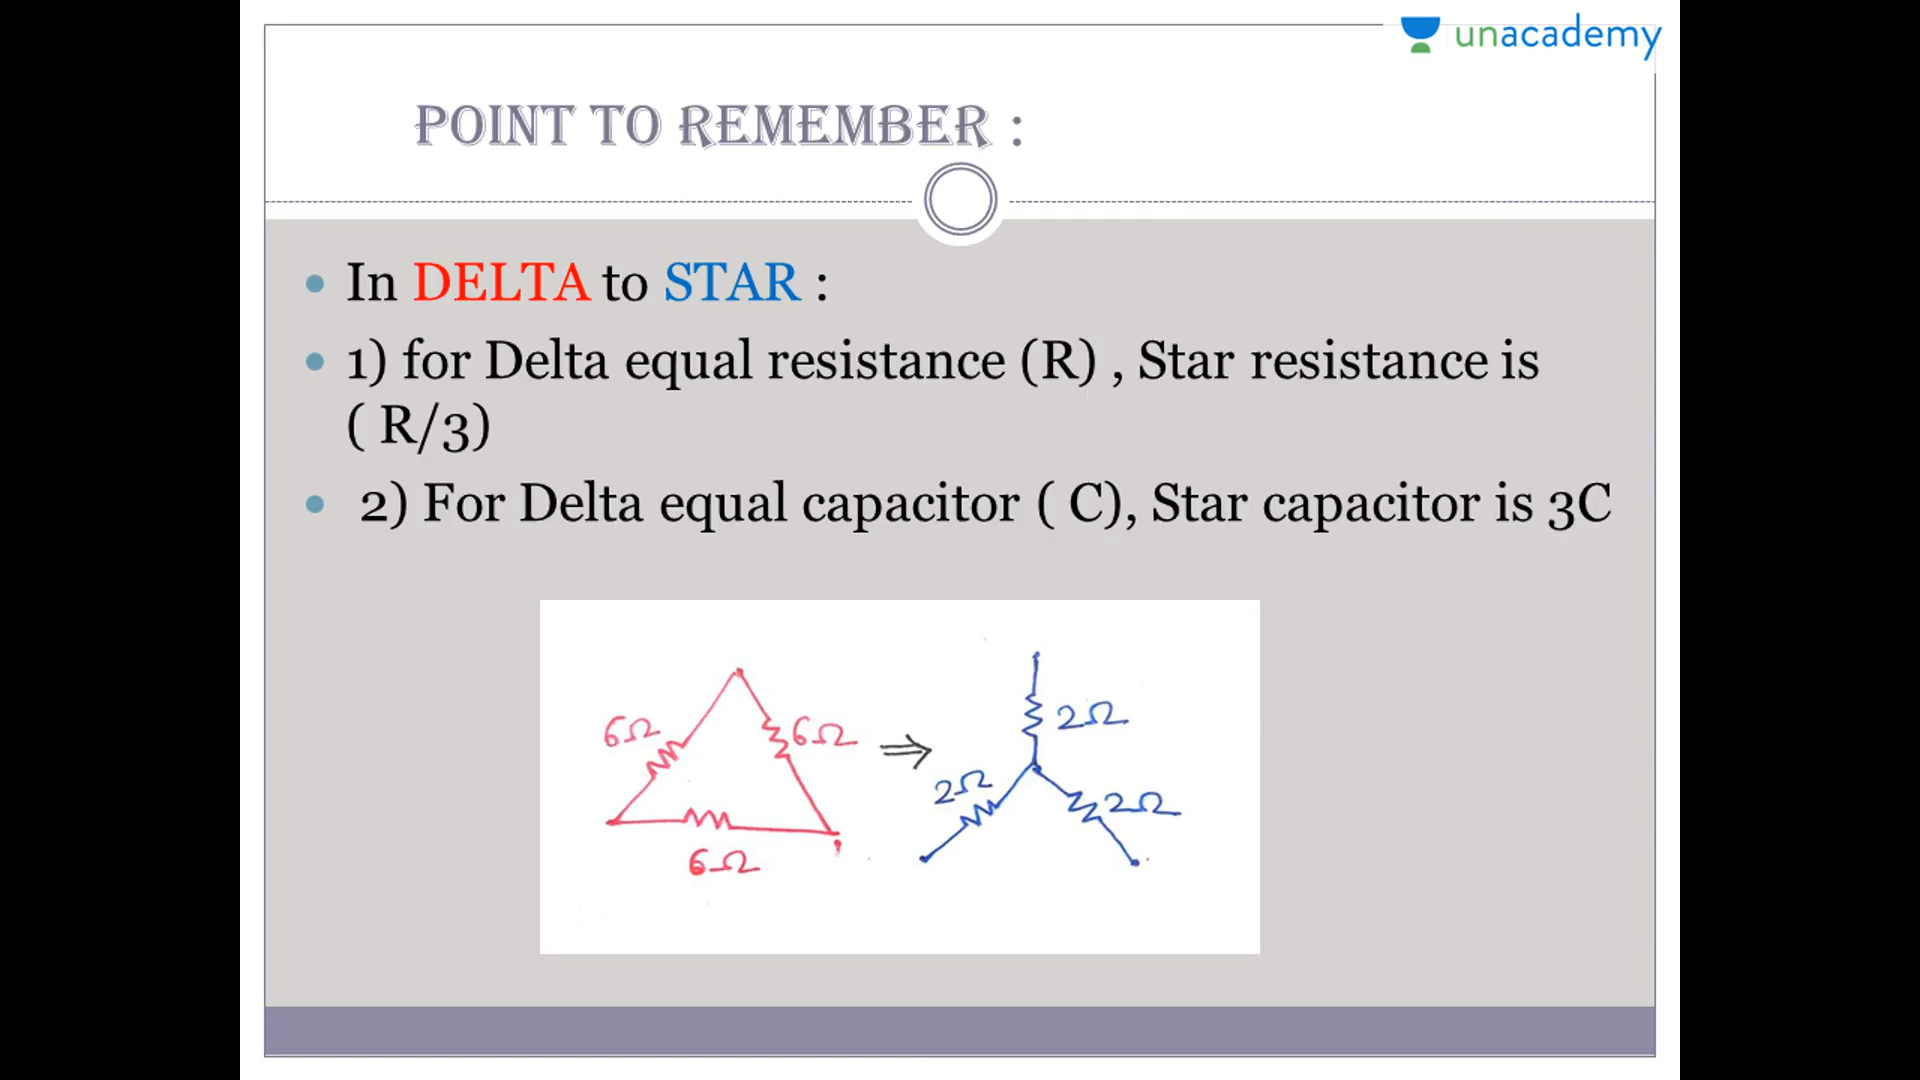 unacademy
POINT TO REMEMBER :
In DELTA to STAR :
1) for Delta equal resistance (R) , Star resistance is
( R/3)
2) For Delta equal capacitor ( C), Star capacitor is 3C
6Ω
6Ω
6Ω
2Ω
2Ω
2Ω